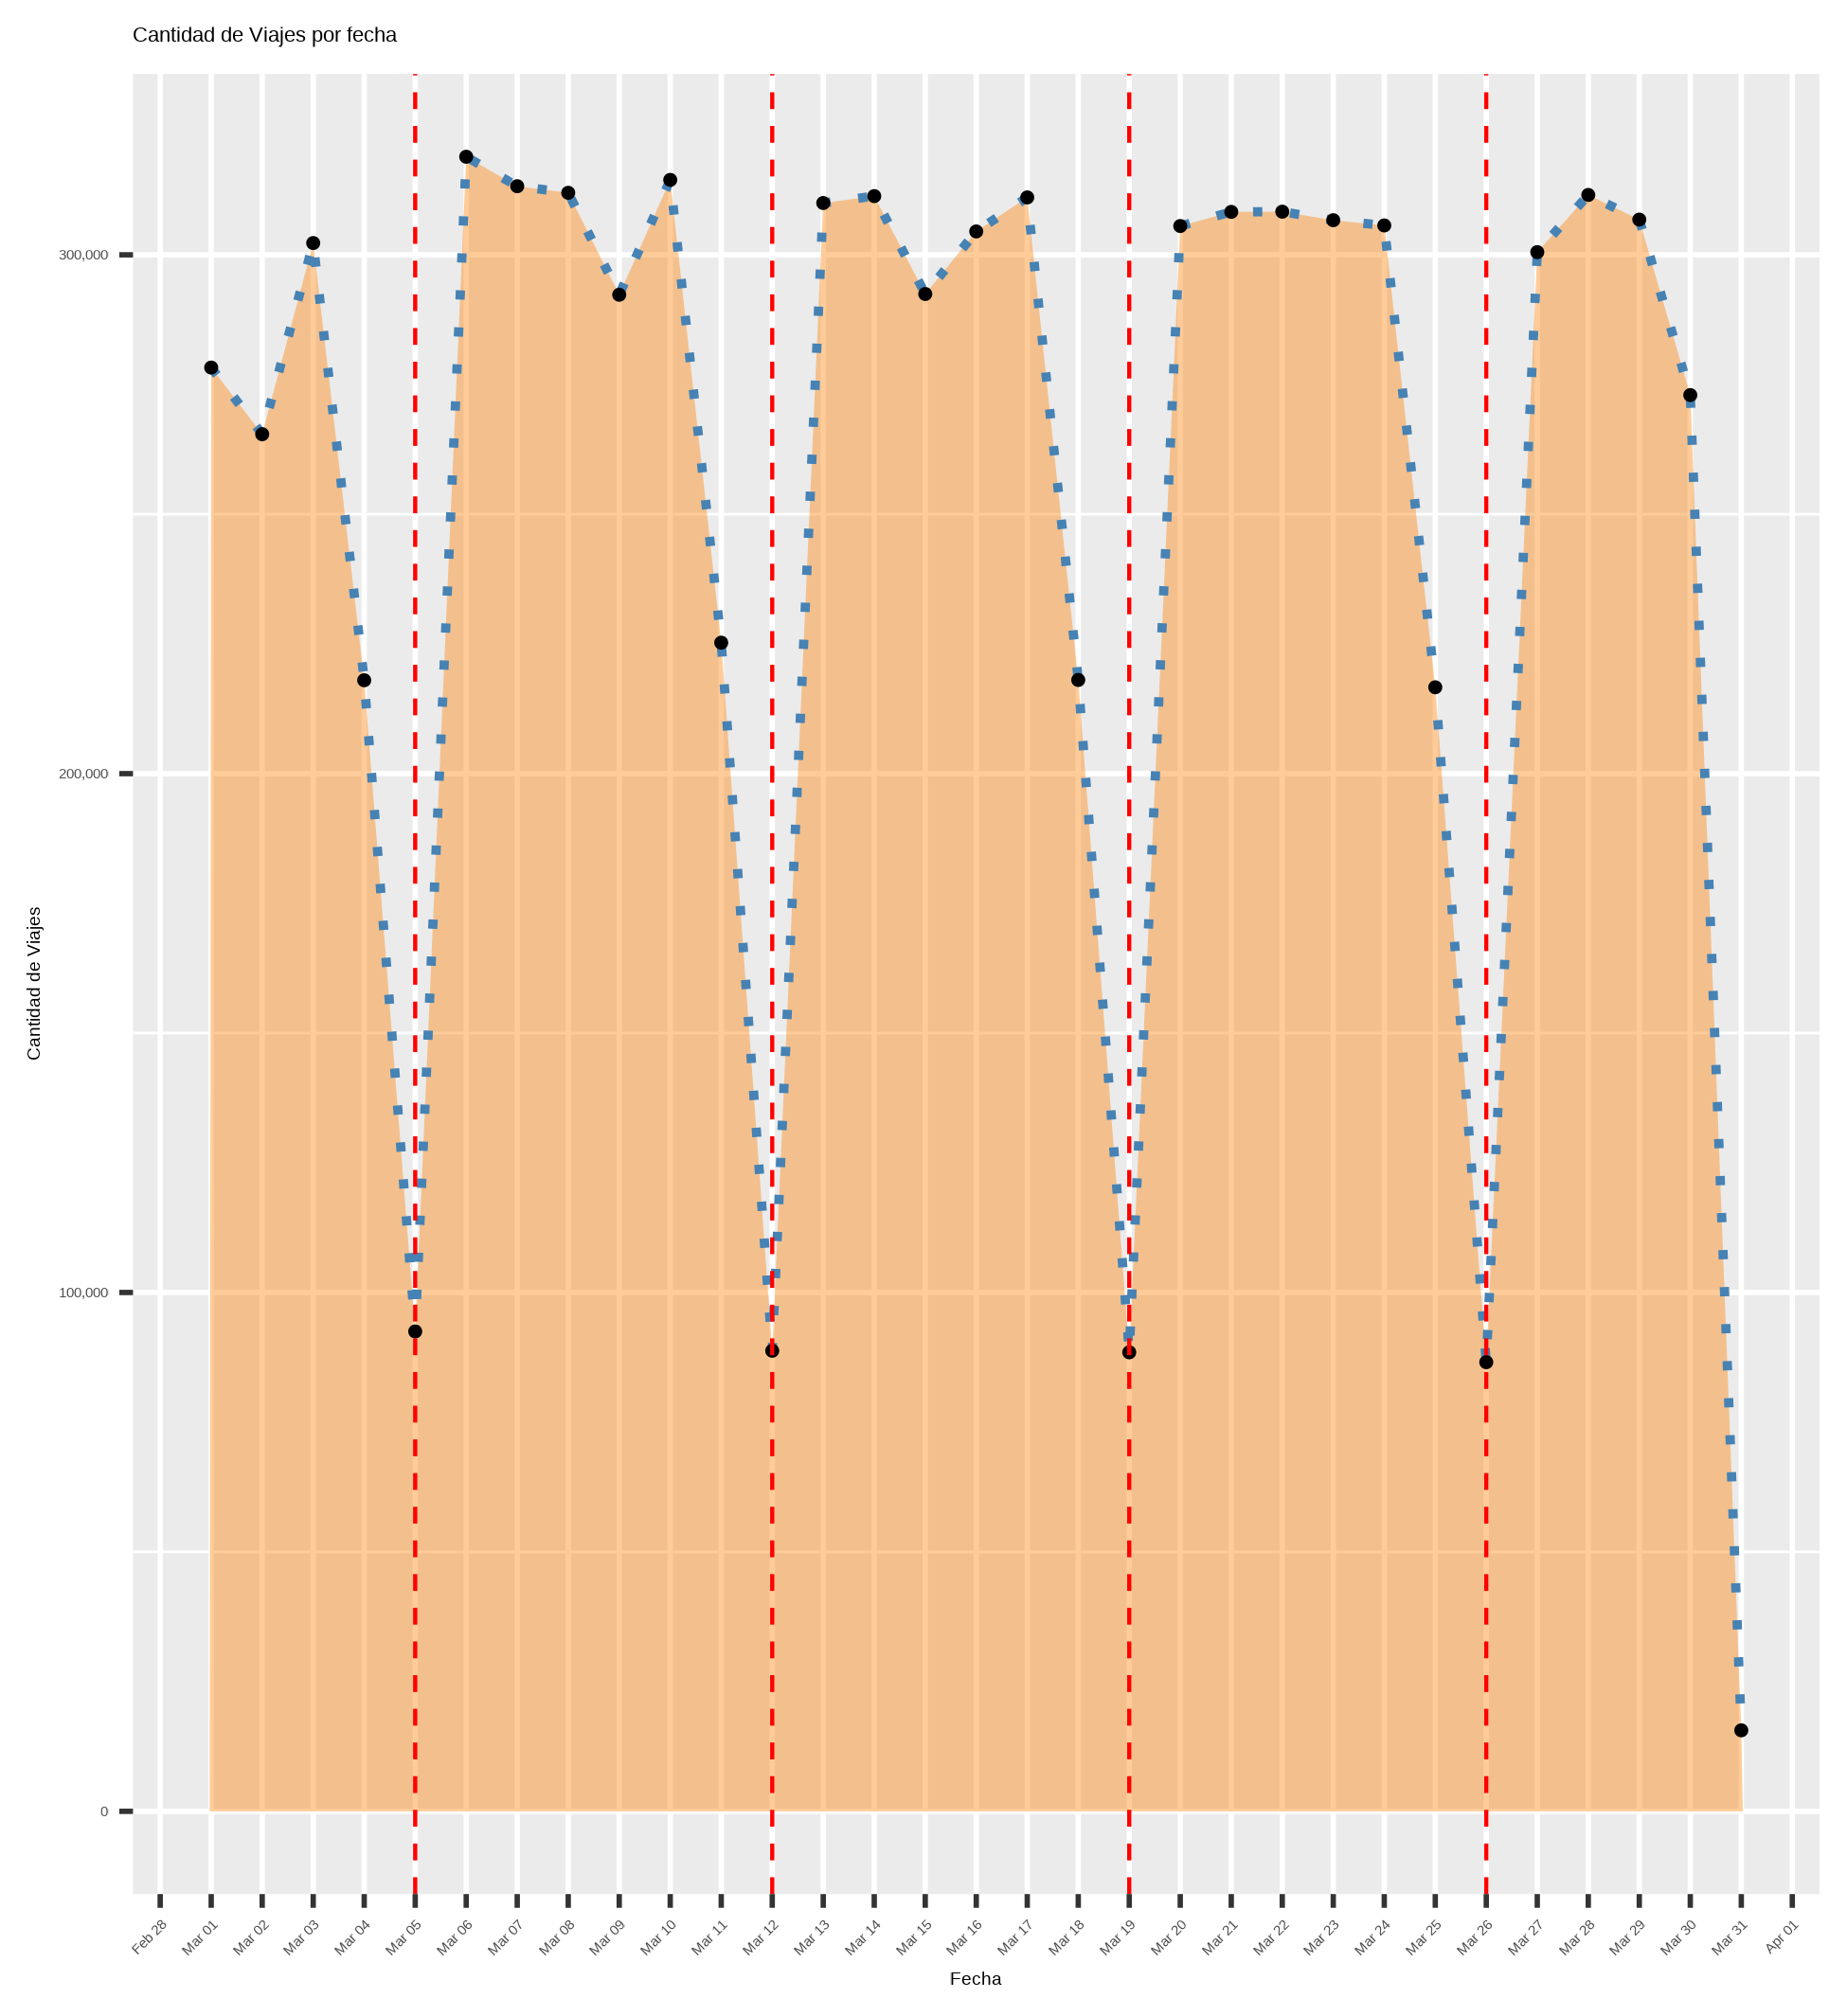 Cantidad de Viajes por fecha
Cantidad de Viajes
300,000
200,000
100,000
0
Feb 28
Mar 01
Mar 02
Mar 03
Mar 04
Mar 05
Mar 06
Mar 07
Mar 08
Mar 09
Mar 10
Mar 11
Mar 12
Mar 13
Mar 14
Mar 15
Mar 16
Mar 17
Mar 18
Mar 19
Mar 20
Mar 21
Mar 22
Mar 23
Mar 24
Mar 25
Mar 26
Mar 27
Mar 28
Mar 29
Mar 30
Mar 31
Apr 01
Fecha